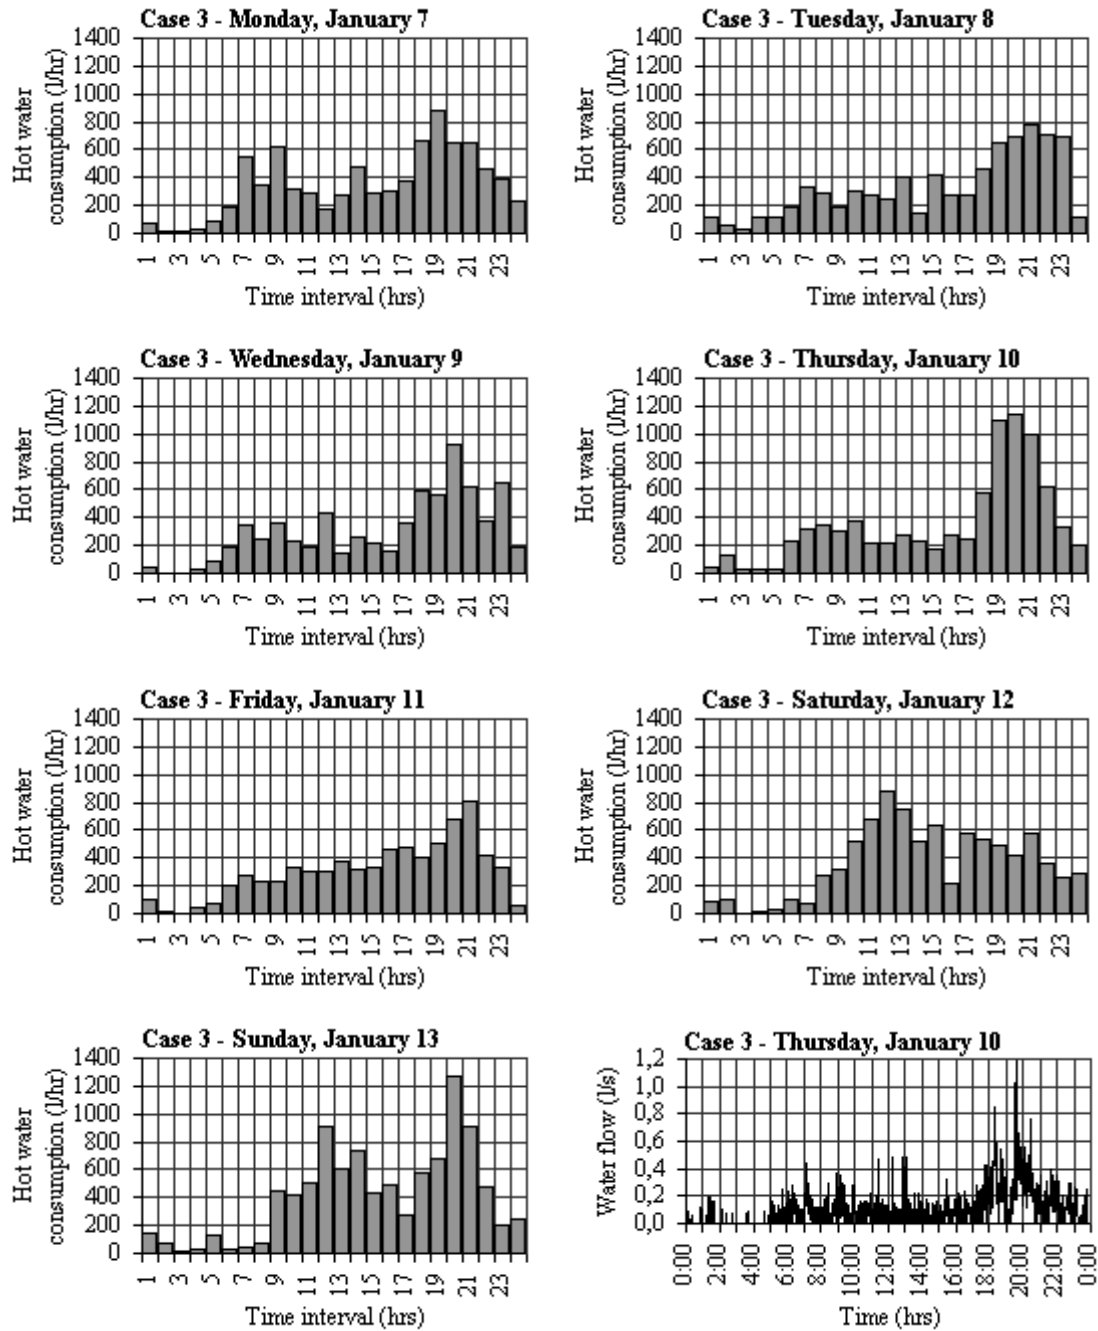 Case 3 - Monday, January 7
Hot water
consumption (l/hr)
1400
1200
1000
800
600
400
200
0
1 3 5 7 9 11 13 15 17 19 21 23
Time interval (hrs)
Case 3 - Tuesday, January 8
Hot water
consumption (l/hr)
1400
1200
1000
800
600
400
200
0
1 3 5 7 9 11 13 15 17 19 21 23
Time interval (hrs)
Case 3 - Wednesday, January 9
Hot water
consumption (l/hr)
1400
1200
1000
800
600
400
200
0
1 3 5 7 9 11 13 15 17 19 21 23
Time interval (hrs)
Case 3 - Thursday, January 10
Hot water
consumption (l/hr)
1400
1200
1000
800
600
400
200
0
1 3 5 7 9 11 13 15 17 19 21 23
Time interval (hrs)
Case 3 - Friday, January 11
Hot water
consumption (l/hr)
1400
1200
1000
800
600
400
200
0
1 3 5 7 9 11 13 15 17 19 21 23
Time interval (hrs)
Case 3 - Saturday, January 12
Hot water
consumption (l/hr)
1400
1200
1000
800
600
400
200
0
1 3 5 7 9 11 13 15 17 19 21 23
Time interval (hrs)
Case 3 - Sunday, January 13
Hot water
consumption (l/hr)
1400
1200
1000
800
600
400
200
0
1 3 5 7 9 11 13 15 17 19 21 23
Time interval (hrs)
Case 3 - Thursday, January 10
Water flow (l/s)
1,2
1,0
0,8
0,6
0,4
0,2
0,0
0:00 2:00 4:00 6:00 8:00 10:00 12:00 14:00 16:00 18:00 20:00 22:00 0:00
Time (hrs)